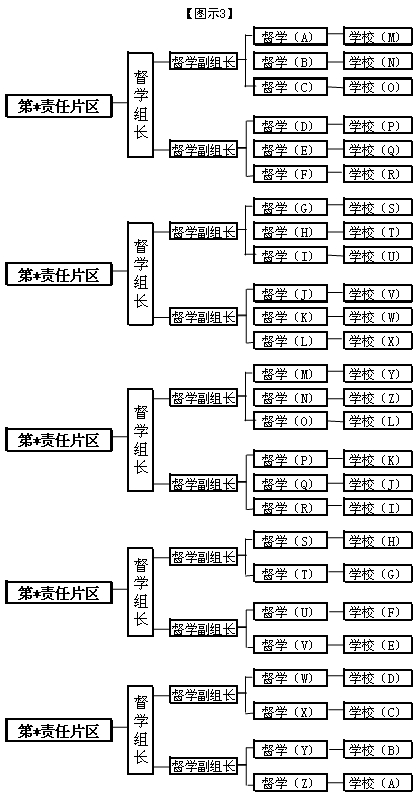 【图示3】
督学（A） 学校（M）
督学副组长 督学（B） 学校（N）
督学（C） 学校（O）
第*责任片区 督学组长
督学（D） 学校（P）
督学副组长 督学（E） 学校（Q）
督学（F） 学校（R）
督学（G） 学校（S）
督学副组长 督学（H） 学校（T）
督学（I） 学校（U）
第*责任片区 督学组长
督学（J） 学校（V）
督学副组长 督学（K） 学校（W）
督学（L） 学校（X）
督学（M） 学校（Y）
督学副组长 督学（N） 学校（Z）
督学（O） 学校（L）
第*责任片区 督学组长
督学（P） 学校（K）
督学副组长 督学（Q） 学校（J）
督学（R） 学校（I）
督学（S） 学校（H）
督学副组长
督学（T） 学校（G）
第*责任片区 督学组长
督学（U） 学校（F）
督学副组长
督学（V） 学校（E）
督学（W） 学校（D）
督学副组长
督学（X） 学校（C）
第*责任片区 督学组长
督学（Y） 学校（B）
督学副组长
督学（Z） 学校（A）